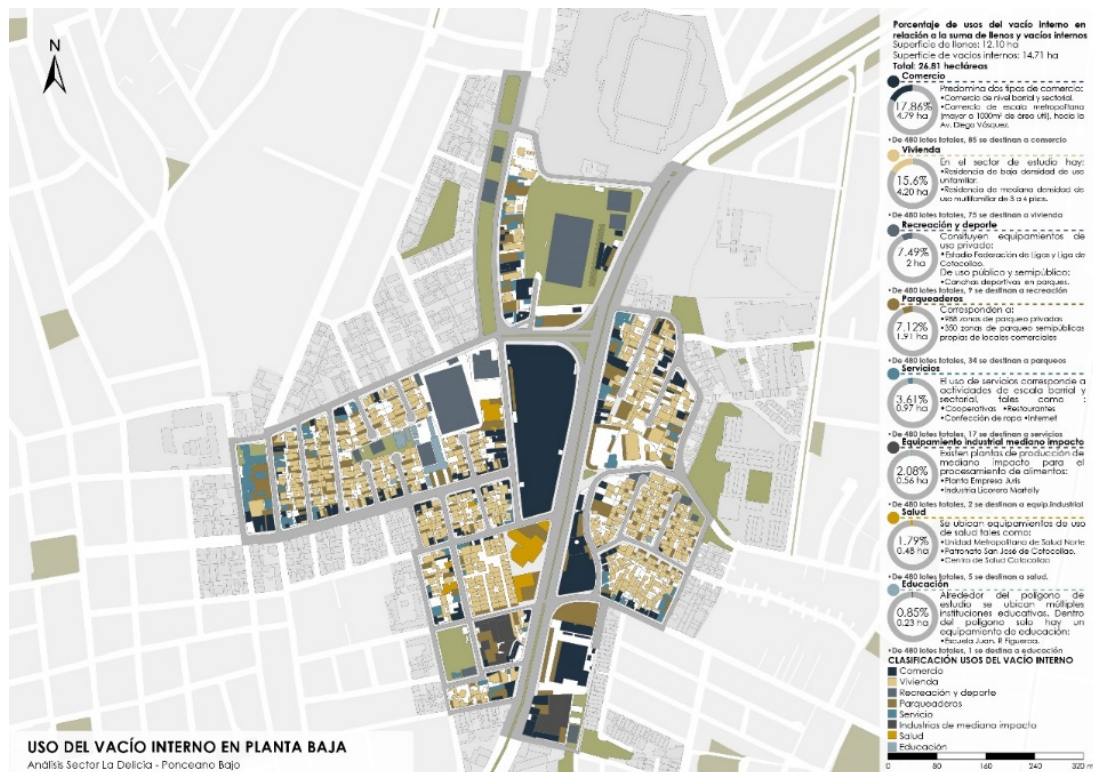 N
Porcentaje de usos del vacío interno en
relación a la suma de llenos y vacíos internos
Superficie de llenos: 12.10 ha
Superficie de vacíos internos: 14.71 ha
Total: 26.81 hectáreas
Comercio
17.86%
4.79 ha
Predomina dos tipos de comercio:
•Comercio de nivel barrial y sectorial.
•Comercio de escala metropolitana
(mayor a 1000m² de área útil), hacia la
Av. Diego Vásquez.
•De 480 lotes totales, 85 se destinan a comercio
Vivienda
15.6%
4.20 ha
En el sector de estudio hay:
•Residencia de baja densidad de uso
unifamiliar.
•Residencia de mediana densidad de
uso multifamiliar de 3 a 4 pisos.
•De 480 lotes totales, 75 se destinan a vivienda
Recreación y deporte
7.49%
2 ha
Constituyen equipamientos de
uso privado:
•Estadio Federación de Ligas y Liga de
Cotocollao.
De uso público y semipúblico:
•Canchas deportivas en parques.
•De 480 lotes totales, 9 se destinan a recreación
Parqueaderos
7.12%
1.91 ha
Corresponden a:
•988 zonas de parqueo privadas
•350 zonas de parqueo semipúblicas
propias de locales comerciales
•De 480 lotes totales, 34 se destinan a parqueos
Servicios
3.61%
0.97 ha
El uso de servicios corresponde a
actividades de escala barrial y
sectorial, tales como :
•Cooperativas •Restaurantes
•Confección de ropa •Internet
•De 480 lotes totales, 17 se destinan a servicios
Equipamiento industrial mediano impacto
2.08%
0.56 ha
Existen plantas de producción de
mediano impacto para el
procesamiento de alimentos:
•Planta Empresa Juris
•Industria Licorera Martelly
•De 480 lotes totales, 2 se destinan a equip.industrial
Salud
1.79%
0.48 ha
Se ubican equipamientos de uso
de salud tales como:
•Unidad Metropolitana de Salud Norte
•Patronato San José de Cotocollao.
•Centro de Salud Cotocollao
•De 480 lotes totales, 5 se destinan a salud.
Educación
0.85%
0.23 ha
Alrededor del polígono de
estudio se ubican múltiples
instituciones educativas. Dentro
del polígono solo hay un
equipamiento de educación:
•Escuela Juan. R Figueroa.
•De 480 lotes totales, 1 se destina a educación
CLASIFICACIÓN USOS DEL VACÍO INTERNO
Comercio
Vivienda
Recreación y deporte
Parqueaderos
Servicio
Industrias de mediana impacto
Salud
Educación
0 80 160 240 320 m
USO DEL VACÍO INTERNO EN PLANTA BAJA
Análisis Sector La Delicia - Ponceano Bajo